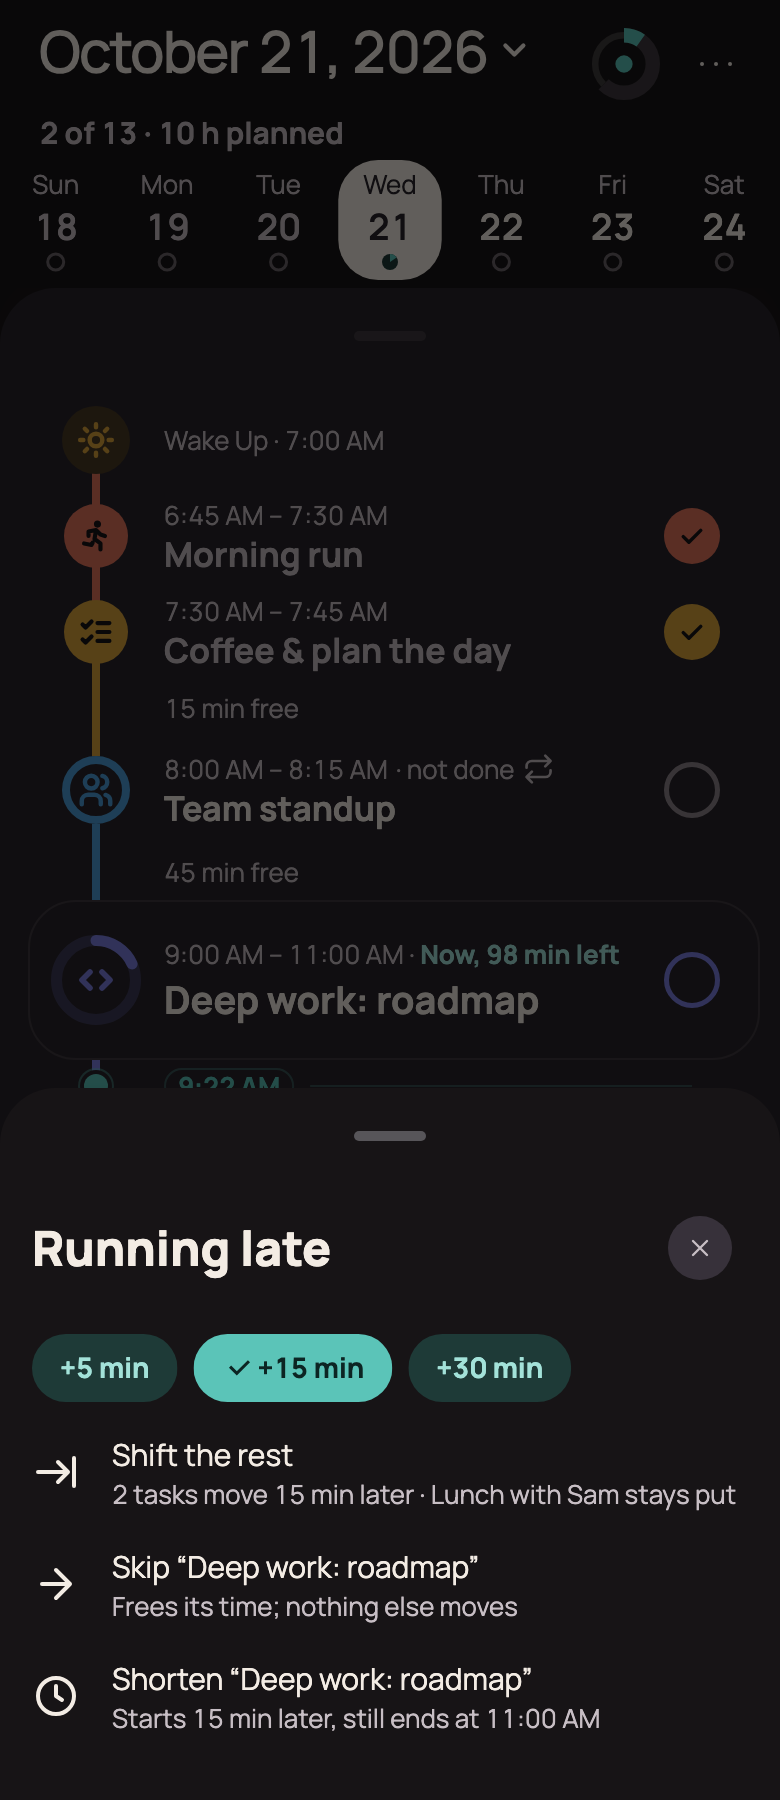 October 21, 2026
...
2 of 13 · 10 h planned
Sun Mon Tue Wed Thu Fri Sat
18 19 20 21 22 23 24
Wake Up · 7:00 AM
6:45 AM – 7:30 AM
Morning run
7:30 AM – 7:45 AM
Coffee & plan the day
15 min free
8:00 AM – 8:15 AM · not done
Team standup
45 min free
9:00 AM – 11:00 AM · Now, 98 min left
Deep work: roadmap
9:22 AM
Running late
+5 min +15 min +30 min
Shift the rest
2 tasks move 15 min later · Lunch with Sam stays put
Skip “Deep work: roadmap”
Frees its time; nothing else moves
Shorten “Deep work: roadmap”
Starts 15 min later, still ends at 11:00 AM